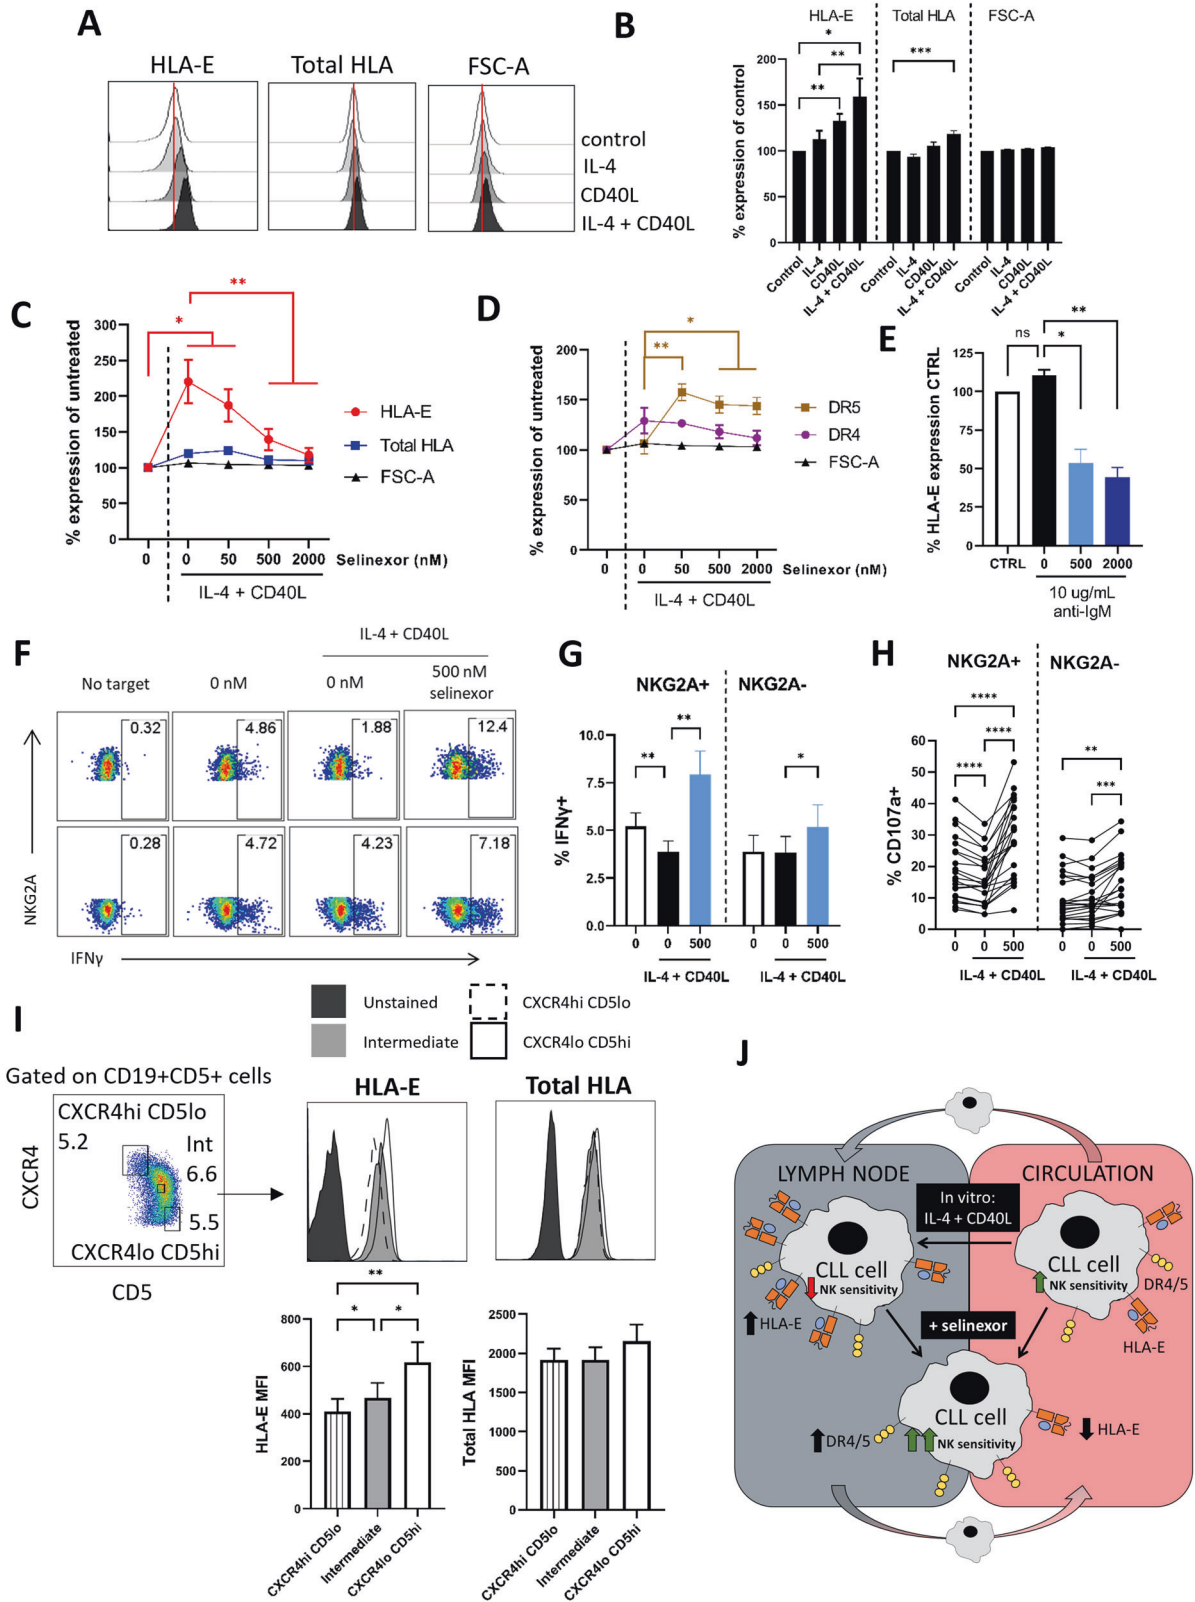 A
HLA-E
Total HLA
FSC-A
control
IL-4
CD40L
IL-4 + CD40L
B
HLA-E
Total HLA
FSC-A
*
**
**
***
% expression of control
200
150
100
50
0
Control
IL-4
CD40L
IL-4 + CD40L
Control
IL-4
CD40L
IL-4 + CD40L
Control
IL-4
CD40L
IL-4 + CD40L
C
**
*
% expression of untreated
300
250
200
150
100
50
0
HLA-E
Total HLA
FSC-A
0
0
50
500
2000
Selinexor (nM)
IL-4 + CD40L
D
*
**
% expression of untreated
200
150
100
50
0
DR5
DR4
FSC-A
0
0
50
500
2000
Selinexor (nM)
IL-4 + CD40L
E
**
ns
*
% HLA-E expression CTRL
125
100
75
50
25
0
CTRL
0
500
2000
10 ug/mL
anti-IgM
F
IL-4 + CD40L
No target
0 nM
0 nM
500 nM
selinexor
0.32
4.86
1.88
12.4
0.28
4.72
4.23
7.18
NKG2A
IFNγ
G
NKG2A+
NKG2A-
**
**
*
% IFNγ+
10.0
7.5
5.0
2.5
0.0
0
0
500
0
0
500
IL-4 + CD40L
IL-4 + CD40L
H
NKG2A+
NKG2A-
****
****
****
**
***
% CD107a+
60
50
40
30
20
10
0
0
0
500
0
0
500
IL-4 + CD40L
IL-4 + CD40L
I
Unstained
CXCR4hi CD5lo
Intermediate
CXCR4lo CD5hi
Gated on CD19+CD5+ cells
CXCR4hi CD5lo
5.2
Int
6.6
5.5
CXCR4lo CD5hi
CXCR4
CD5
HLA-E
Total HLA
**
*
*
HLA-E MFI
800
600
400
200
0
CXCR4hi CD5lo
Intermediate
CXCR4lo CD5hi
Total HLA MFI
2500
2000
1500
1000
500
0
CXCR4hi CD5lo
Intermediate
CXCR4lo CD5hi
J
LYMPH NODE
CIRCULATION
In vitro:
IL-4 + CD40L
CLL cell
NK sensitivity
HLA-E
CLL cell
NK sensitivity
DR4/5
HLA-E
+ selinexor
CLL cell
NK sensitivity
DR4/5
HLA-E